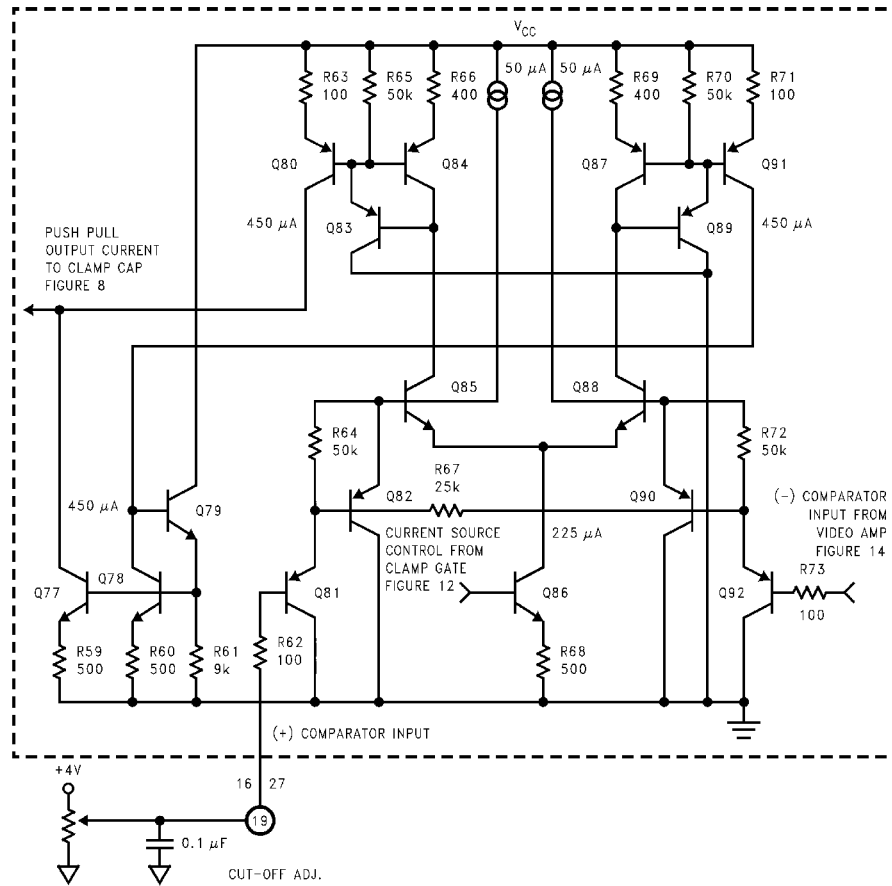 VCC
R63
100
R65
50k
R66
400
50 µA
50 µA
R69
400
R70
50k
R71
100
Q80
Q84
Q87
Q91
450 µA
Q83
Q89
450 µA
PUSH PULL
OUTPUT CURRENT
TO CLAMP CAP
FIGURE 8
Q85
Q88
R64
50k
R67
25k
R72
50k
450 µA
Q79
Q82
Q90
(-) COMPARATOR
INPUT FROM
VIDEO AMP
FIGURE 14
CURRENT SOURCE
CONTROL FROM
CLAMP GATE
FIGURE 12
225 µA
Q77
Q78
Q81
Q86
Q92
R73
100
R59
500
R60
500
R61
9k
R62
100
R68
500
(+) COMPARATOR INPUT
+4V
16
27
19
0.1 µF
CUT-OFF ADJ.